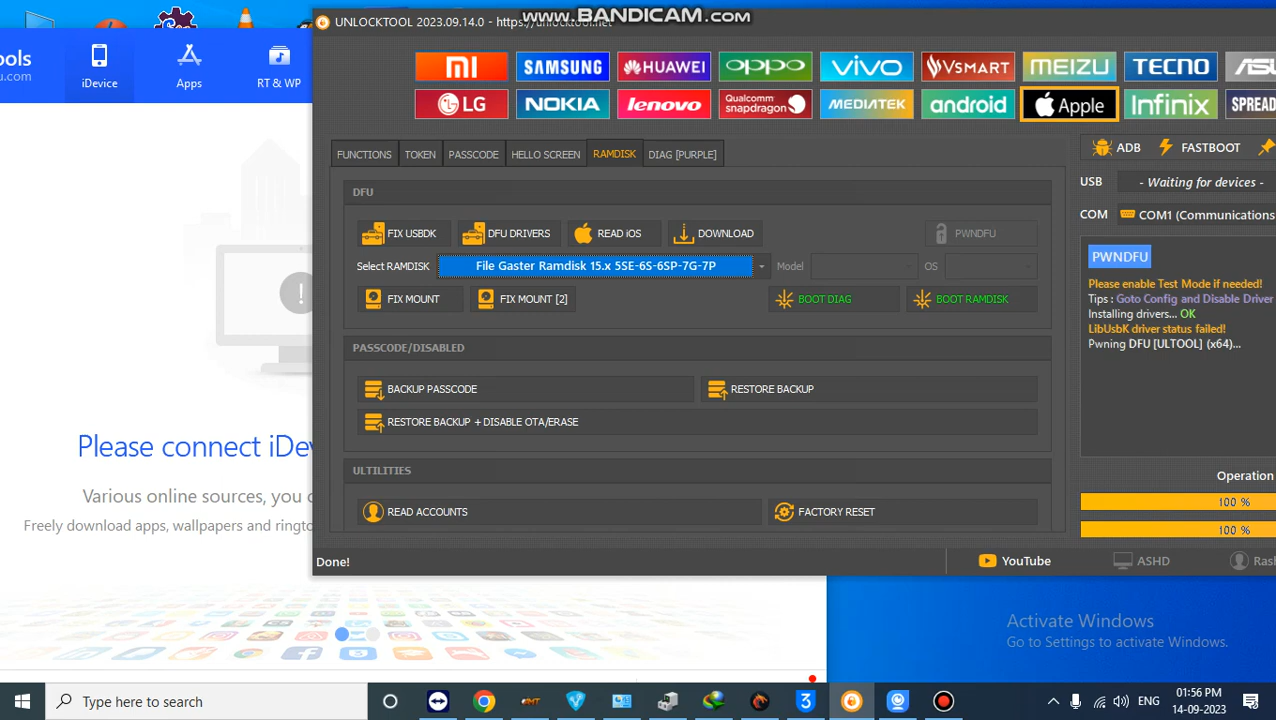 www.BANDICAM.com
UNLOCKTOOL 2023.09.14.0 - https://unlocktool.net
ools
u.com
iDevice
Apps
RT & WP
mi
SAMSUNG
HUAWEI
oppo
vivo
VSMART
MEIZU
TECNO
ASU
LG
NOKIA
lenovo
Qualcomm snapdragon
MEDIATEK
android
Apple
Infinix
SPREAD
FUNCTIONS
TOKEN
PASSCODE
HELLO SCREEN
RAMDISK
DIAG [PURPLE]
ADB
FASTBOOT
USB
- Waiting for devices -
COM
COM1 (Communications
DFU
FIX USBDK
DFU DRIVERS
READ iOS
DOWNLOAD
PWNDFU
Select RAMDISK
File Gaster Ramdisk 15.x 5SE-6S-6SP-7G-7P
Model
OS
FIX MOUNT
FIX MOUNT [2]
BOOT DIAG
BOOT RAMDISK
PWNDFU
Please enable Test Mode if needed!
Tips : Goto Config and Disable Driver
Installing drivers... OK
LibUsbK driver status failed!
Pwning DFU [ULTOOL] (x64)...
PASSCODE/DISABLED
BACKUP PASSCODE
RESTORE BACKUP
RESTORE BACKUP + DISABLE OTA/ERASE
ULTILITIES
READ ACCOUNTS
FACTORY RESET
Operation
100 %
100 %
Done!
YouTube
ASHD
Rash
Please connect iDevi
Various online sources, you c
Freely download apps, wallpapers and ringto
Activate Windows
Go to Settings to activate Windows.
Type here to search
ENG
01:56 PM
14-09-2023